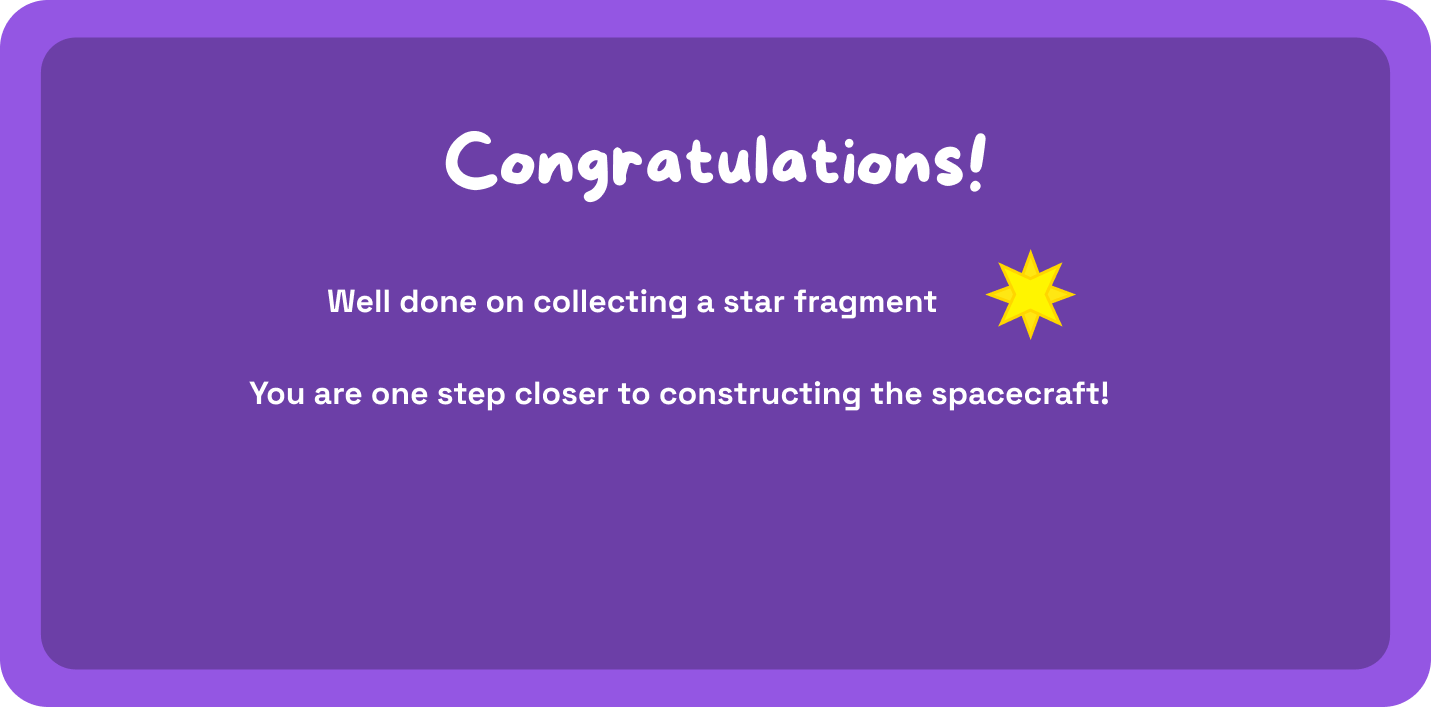 Congratulations!
Well done on collecting a star fragment
You are one step closer to constructing the spacecraft!